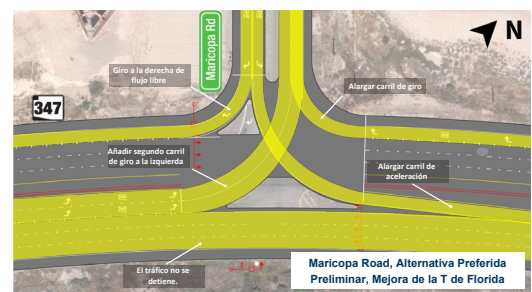 N
Maricopa Rd
347
Giro a la derecha de
flujo libre
Alargar carril de giro
Añadir segundo carril
de giro a la izquierda
Alargar carril de
aceleración
El tráfico no se
detiene.
Maricopa Road, Alternativa Preferida
Preliminar, Mejora de la T de Florida